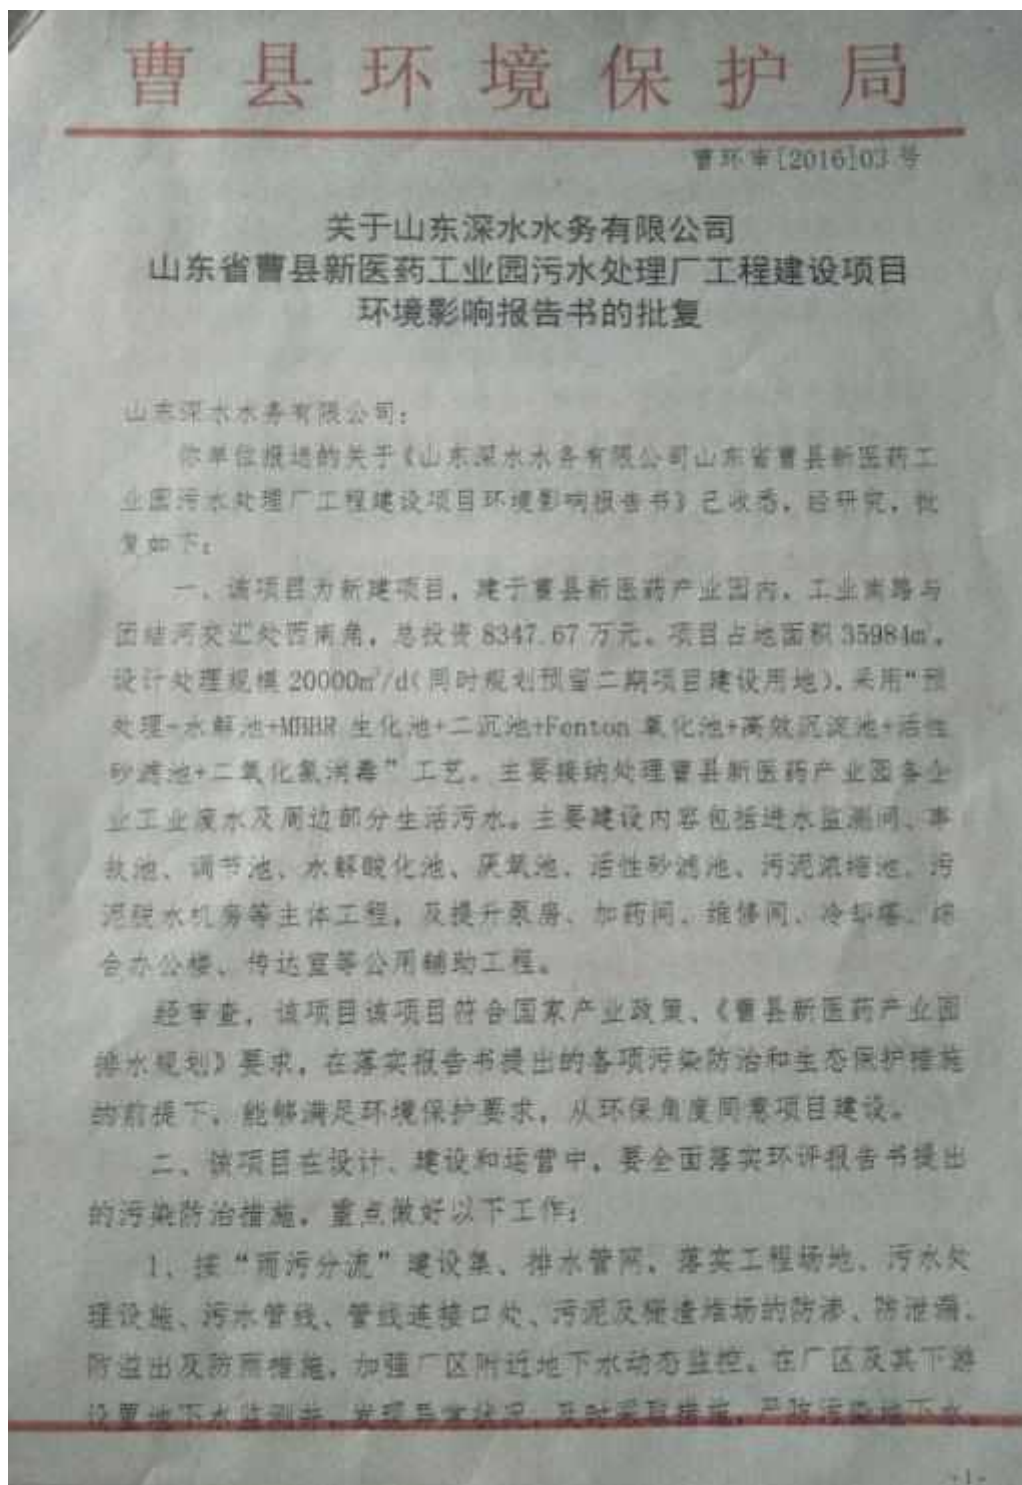 曹县环境保护局
曹环审[2016]03号
关于山东深水水务有限公司
山东省曹县新医药工业园污水处理厂工程建设项目
环境影响报告书的批复
山东深水水务有限公司:
你单位报送的关于《山东深水水务有限公司山东省曹县新医药工
业园污水处理厂工程建设项目环境影响报告书》已收悉,经研究,批
复如下:
一、该项目为新建项目,建于曹县新医药产业园内,工业南路与
团结河交汇处西南角,总投资8347.67万元,项目占地面积35984㎡,
设计处理规模20000m³/d(同时规划预留二期项目建设用地),采用“预
处理+水解池+MBBR生化池+二沉池+Fenton氧化池+高效沉淀池+活性
砂滤池+二氧化氯消毒”工艺。主要接纳处理曹县新医药产业园各企
业工业废水及周边部分生活污水。主要建设内容包括进水监测间、事
故池、调节池、水解酸化池、厌氧池、活性砂滤池、污泥浓缩池、污
泥脱水机房等主体工程,及提升泵房、加药间、维修间、冷却塔、综
合办公楼、传达室等公用辅助工程。
经审查,该项目该项目符合国家产业政策、《曹县新医药产业园
排水规划》要求,在落实报告书提出的各项污染防治和生态保护措施
的前提下,能够满足环境保护要求,从环保角度同意项目建设。
二、该项目在设计、建设和运营中,要全面落实环评报告书提出
的污染防治措施,重点做好以下工作:
1、按“雨污分流”建设集、排水管网,落实工程场地、污水处
理设施、污水管线、管线连接口处、污泥及栅渣堆场的防渗、防泄漏、
防溢出及防雨措施,加强厂区附近地下水动态监控,在厂区及其下游
设置地下水监测井,发现异常状况,及时采取措施,严防污染地下水。
-1-